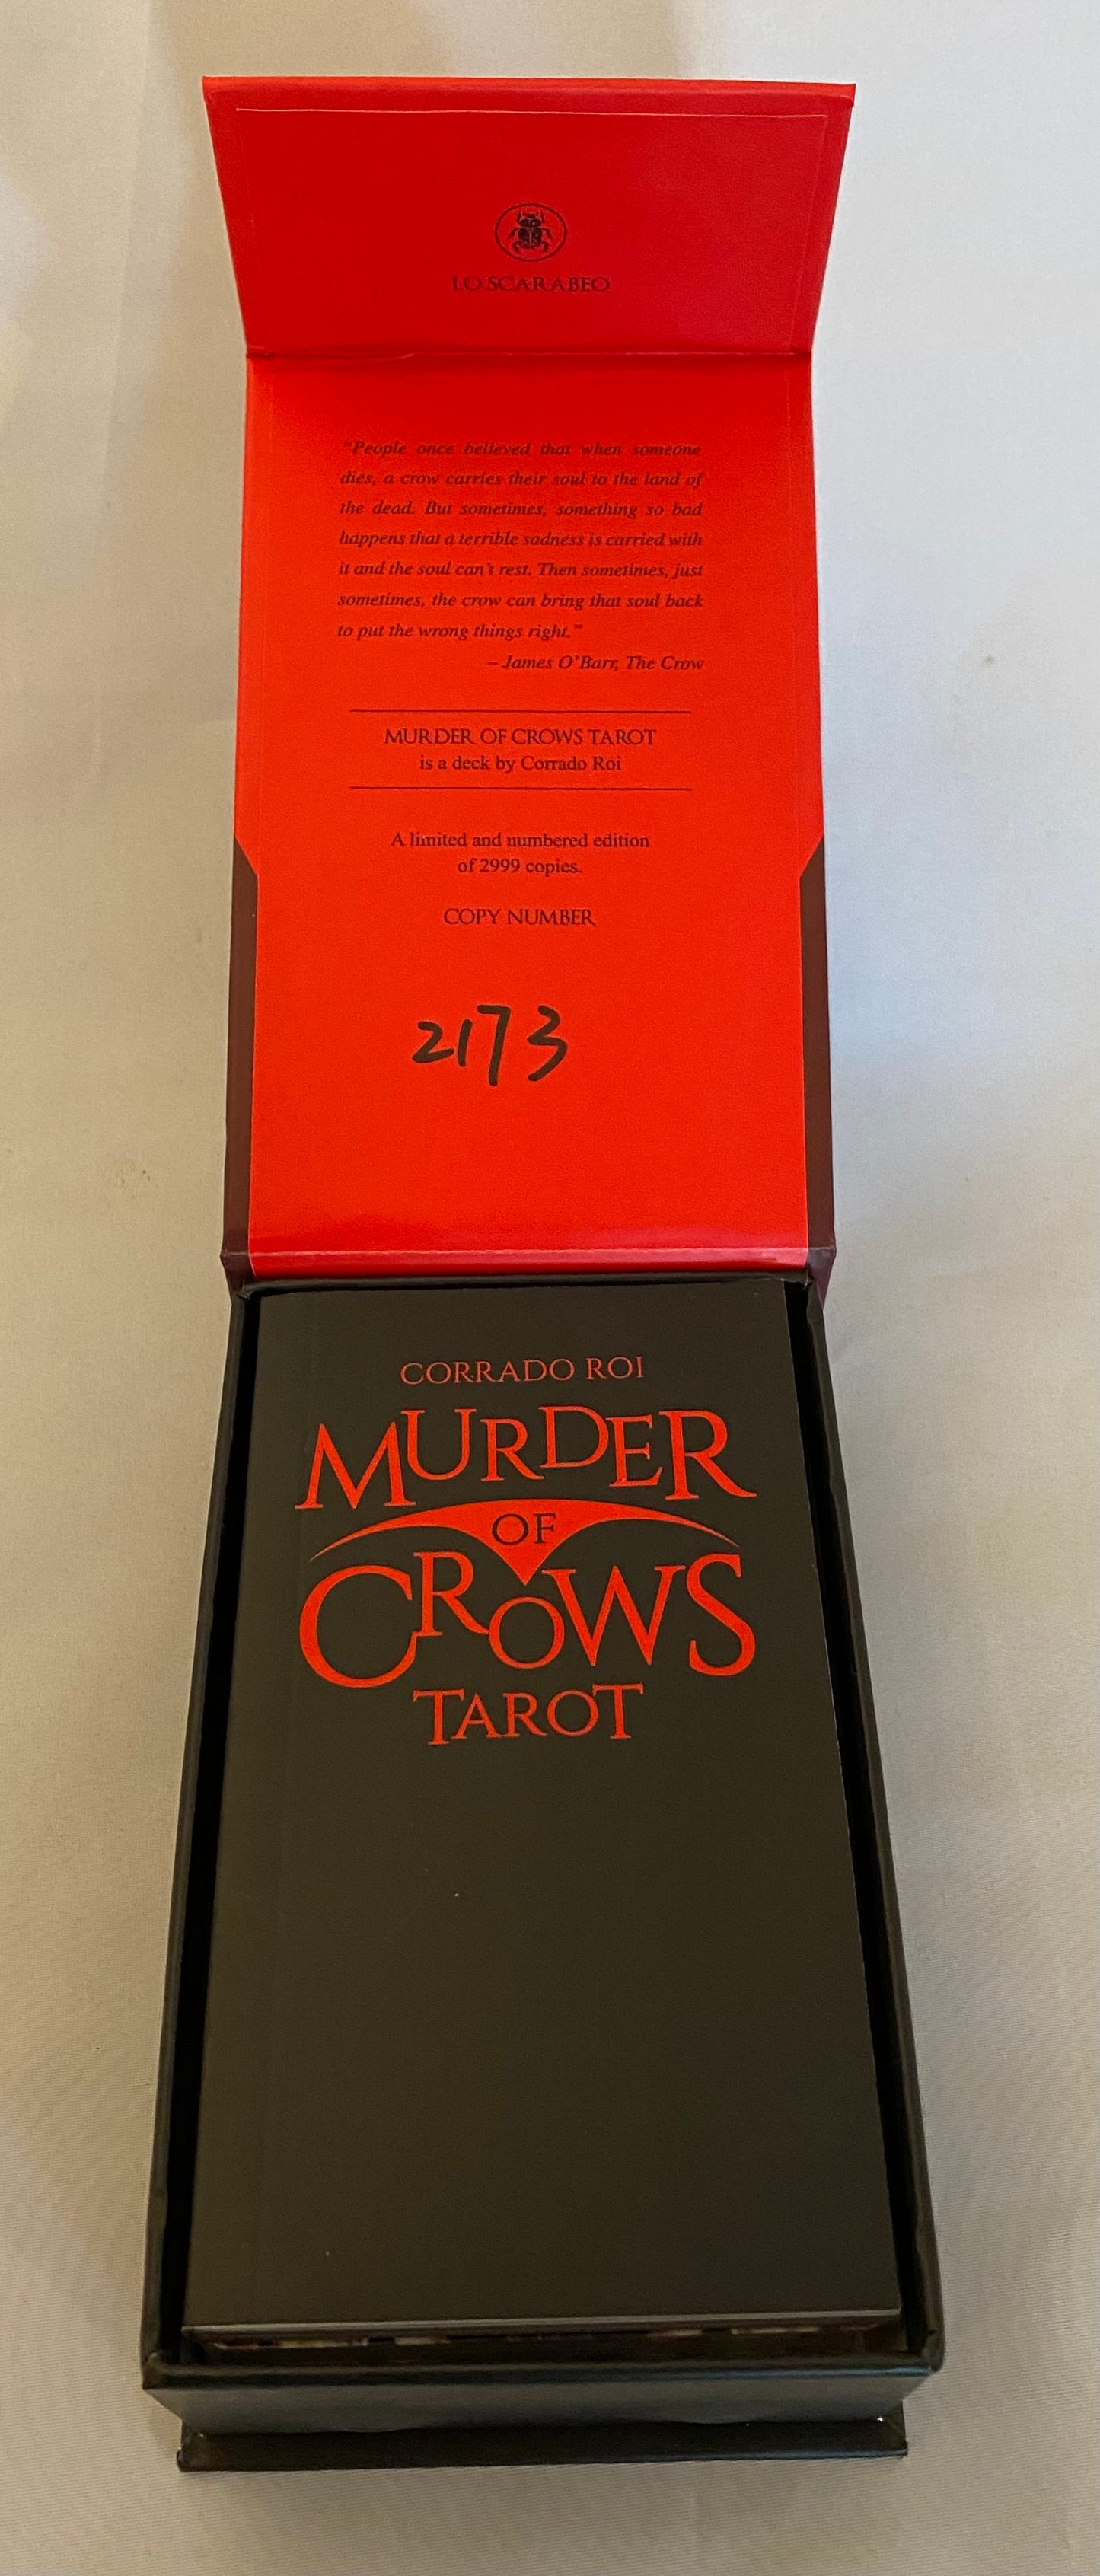 LO SCARABEO
"People once believed that when someone
dies, a crow carries their soul to the land of
the dead. But sometimes, something so bad
happens that a terrible sadness is carried with
it and the soul can't rest. Then sometimes, just
sometimes, the crow can bring that soul back
to put the wrong things right."
– James O'Barr, The Crow
MURDER OF CROWS TAROT
is a deck by Corrado Roi
A limited and numbered edition
of 2999 copies.
COPY NUMBER
2173
CORRADO ROI
MURDER
OF
CROWS
TAROT